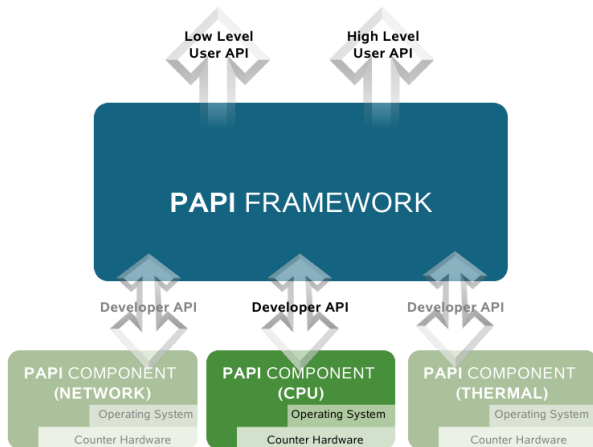 Low Level
User API
High Level
User API
PAPI FRAMEWORK
Developer API
Developer API
Developer API
PAPI COMPONENT
(NETWORK)
Operating System
Counter Hardware
PAPI COMPONENT
(CPU)
Operating System
Counter Hardware
PAPI COMPONENT
(THERMAL)
Operating System
Counter Hardware